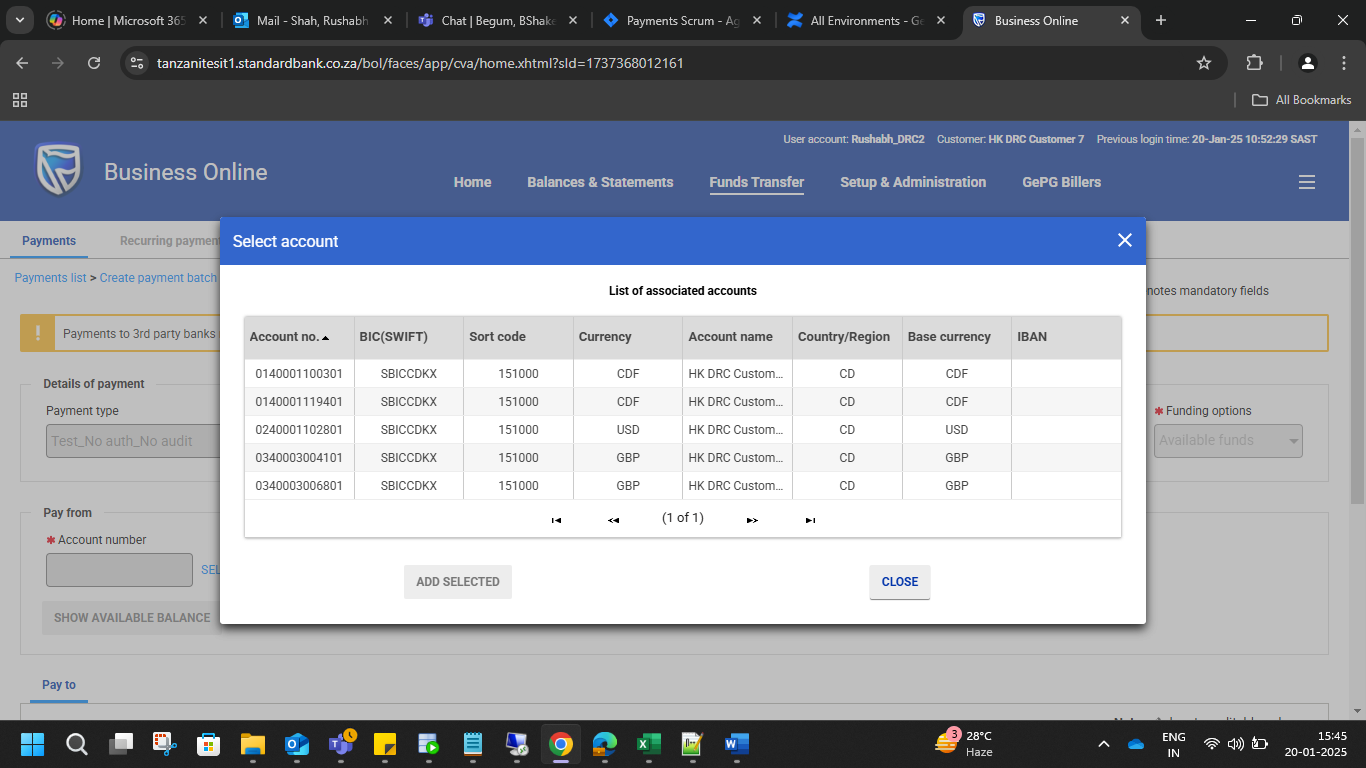 Home | Microsoft 365
Mail - Shah, Rushabh
Chat | Begum, BShake
Payments Scrum - Ag
All Environments - Ge
Business Online
tanzanitesit1.standardbank.co.za/bol/faces/app/cva/home.xhtml?sId=1737368012161
All Bookmarks
User account: Rushabh_DRC2 Customer: HK DRC Customer 7 Previous login time: 20-Jan-25 10:52:29 SAST
Business Online
Home Balances & Statements Funds Transfer Setup & Administration GePG Billers
Payments Recurring payment
Select account
Payments list > Create payment batch
notes mandatory fields
List of associated accounts
Payments to 3rd party banks
Account no. BIC(SWIFT) Sort code Currency Account name Country/Region Base currency IBAN
0140001100301 SBICCDKX 151000 CDF HK DRC Custom... CD CDF
0140001119401 SBICCDKX 151000 CDF HK DRC Custom... CD CDF
0240001102801 SBICCDKX 151000 USD HK DRC Custom... CD USD
0340003004101 SBICCDKX 151000 GBP HK DRC Custom... CD GBP
0340003006801 SBICCDKX 151000 GBP HK DRC Custom... CD GBP
(1 of 1)
ADD SELECTED CLOSE
Details of payment
Payment type
Test_No auth_No audit
* Funding options
Available funds
Pay from
* Account number
SEL
SHOW AVAILABLE BALANCE
Pay to
3
28°C
Haze
ENG
IN
15:45
20-01-2025